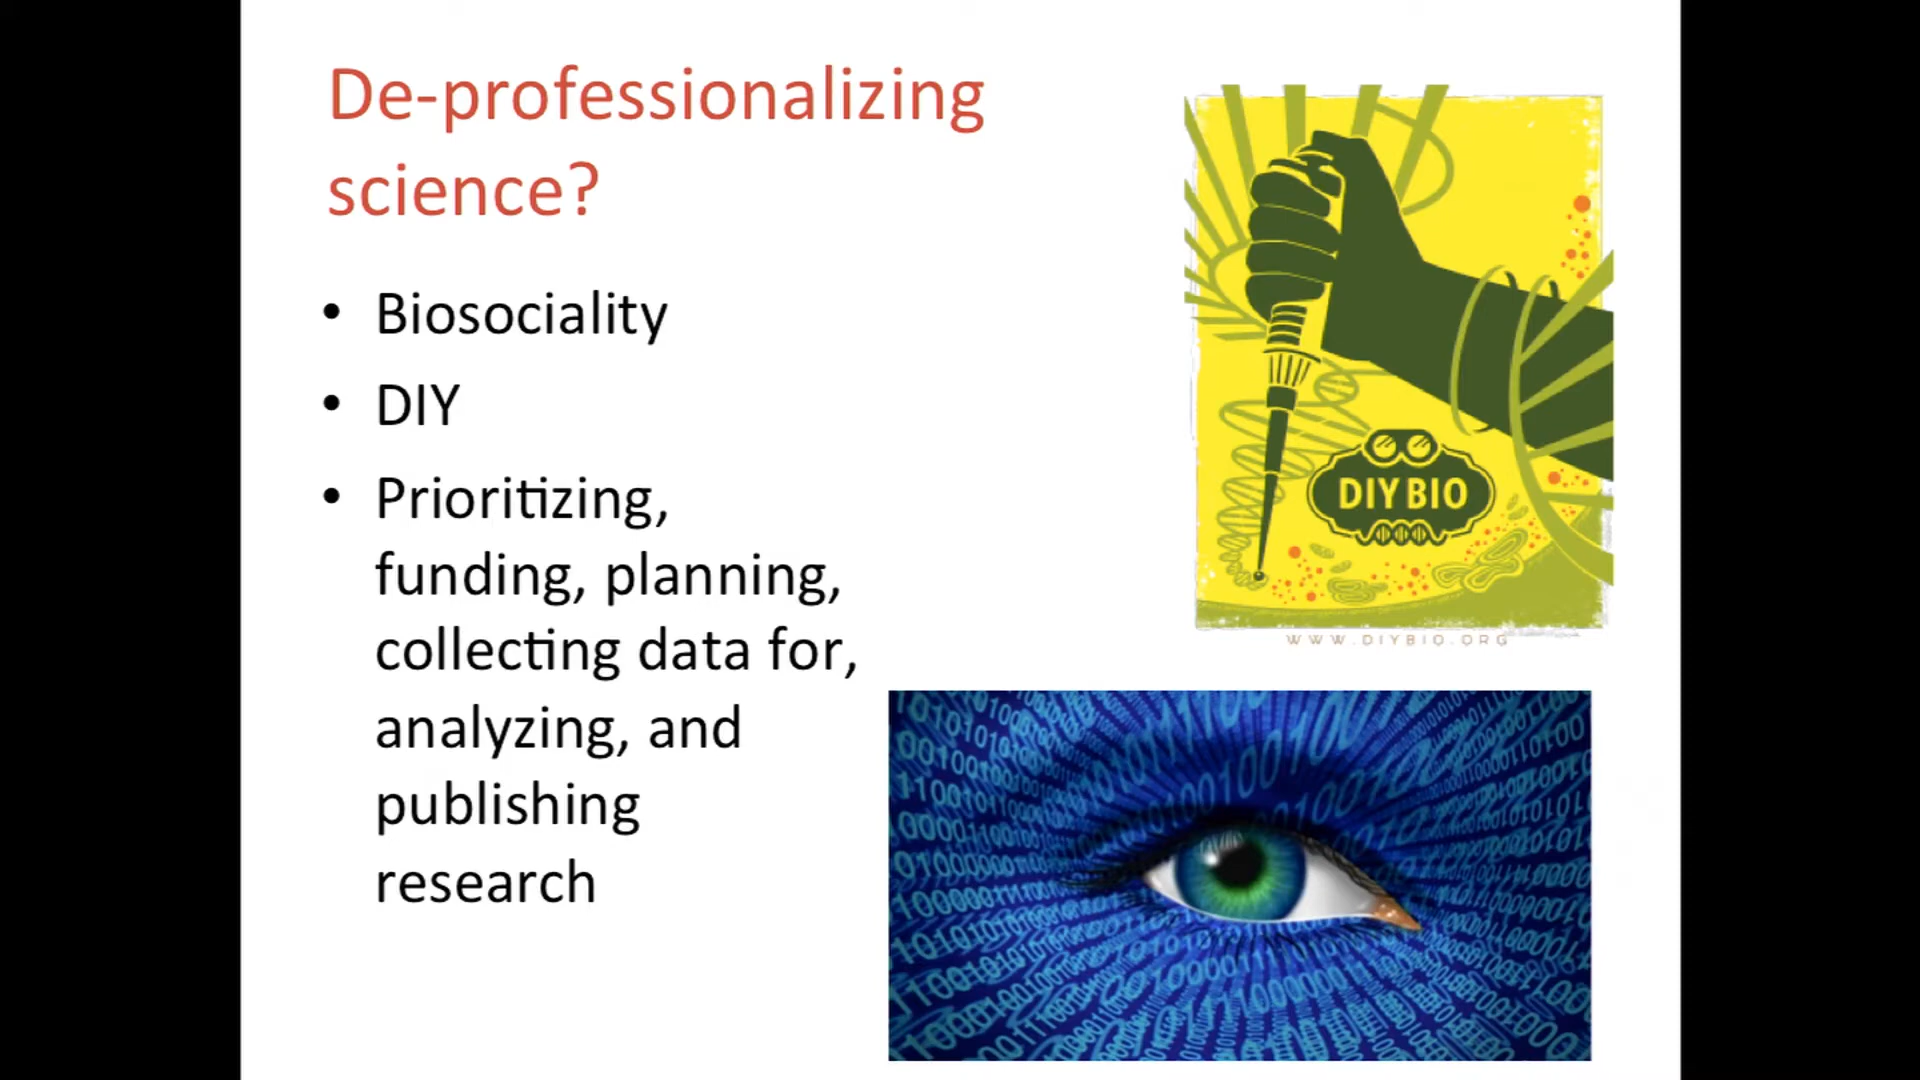 De-professionalizing
science?
• Biosociality
• DIY
• Prioritizing,
funding, planning,
collecting data for,
analyzing, and
publishing
research
DIY BIO
WWW.DIYBIO.ORG